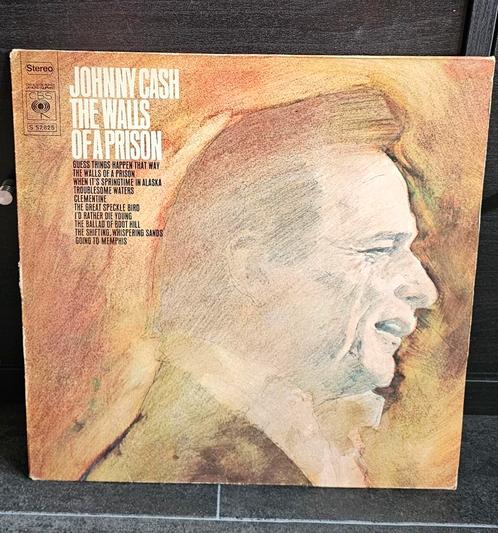 Stereo
CBS
S 52825
JOHNNY CASH
THE WALLS
OF A PRISON
GUESS THINGS HAPPEN THAT WAY
THE WALLS OF A PRISON
WHEN IT'S SPRINGTIME IN ALASKA
TROUBLESOME WATERS
CLEMENTINE
THE GREAT SPECKLE BIRD
I'D RATHER DIE YOUNG
THE BALLAD OF BOOT HILL
THE SHIFTING, WHISPERING SANDS
GOING TO MEMPHIS